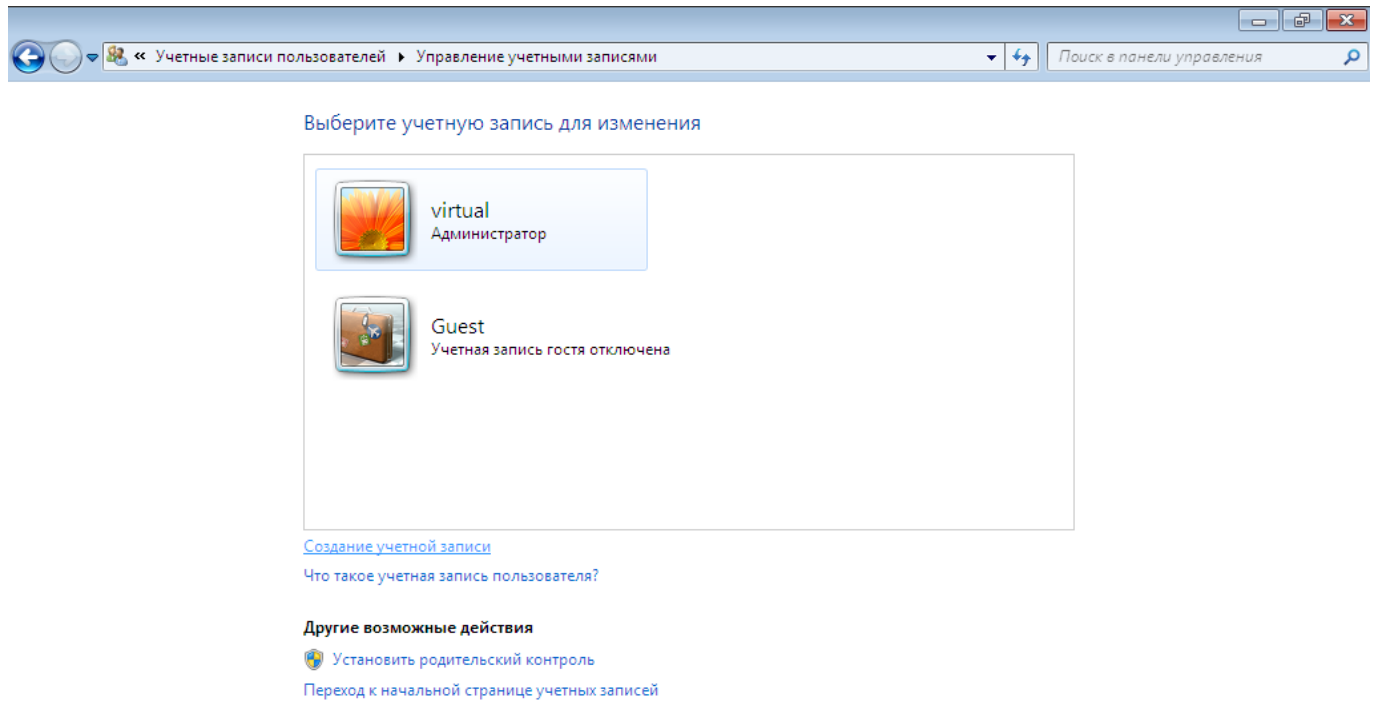 « Учетные записи пользователей ▸ Управление учетными записями
Поиск в панели управления
Выберите учетную запись для изменения
virtual
Администратор
Guest
Учетная запись гостя отключена
Создание учетной записи
Что такое учетная запись пользователя?
Другие возможные действия
Установить родительский контроль
Переход к начальной странице учетных записей